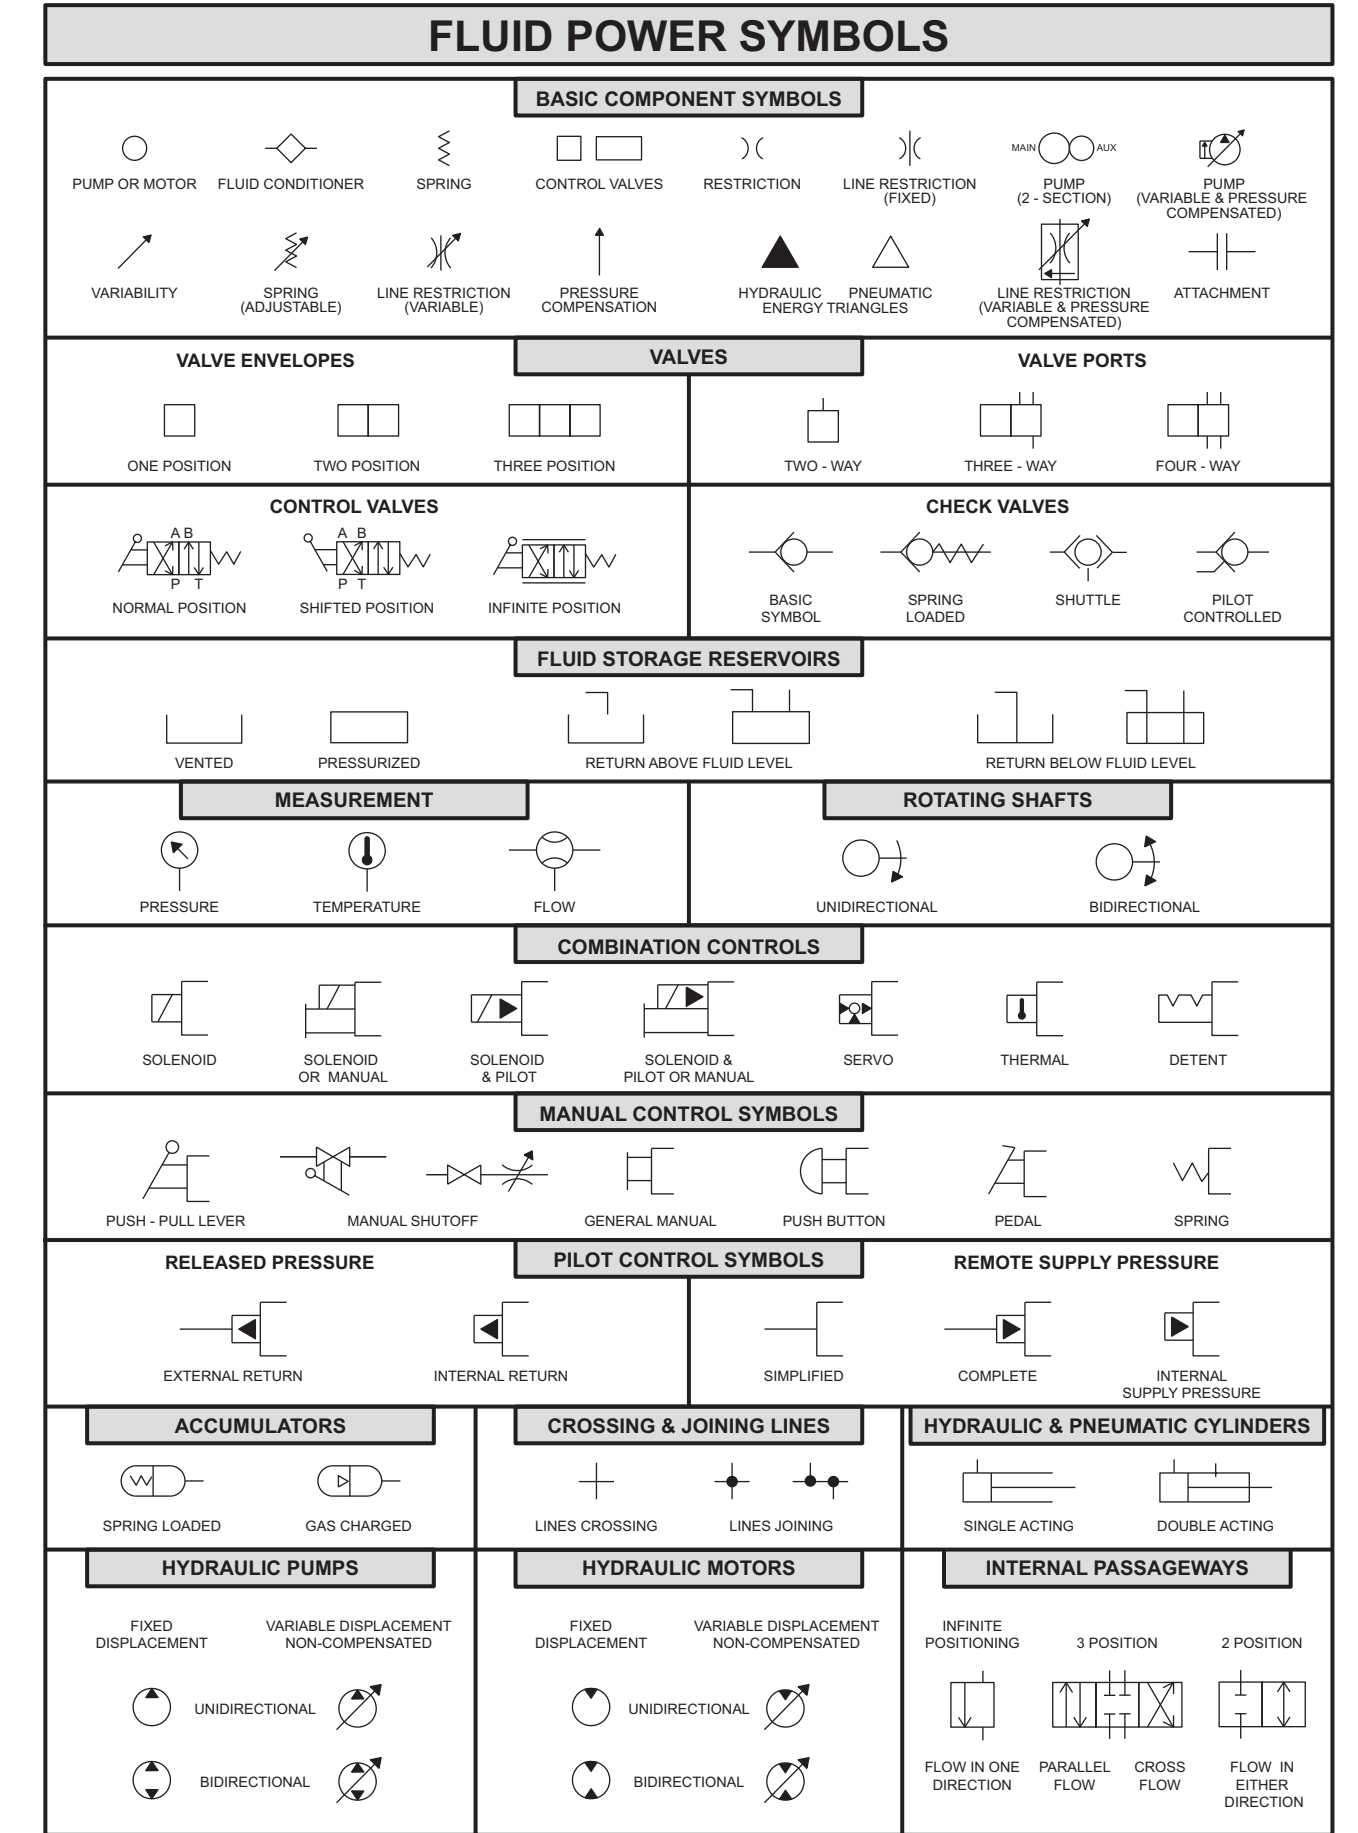 FLUID POWER SYMBOLS
BASIC COMPONENT SYMBOLS
MAIN AUX
PUMP OR MOTOR FLUID CONDITIONER SPRING CONTROL VALVES RESTRICTION LINE RESTRICTION PUMP PUMP
(FIXED) (2 - SECTION) (VARIABLE & PRESSURE
COMPENSATED)
VARIABILITY SPRING LINE RESTRICTION PRESSURE HYDRAULIC PNEUMATIC LINE RESTRICTION ATTACHMENT
(ADJUSTABLE) (VARIABLE) COMPENSATION ENERGY TRIANGLES (VARIABLE & PRESSURE
COMPENSATED)
VALVES
VALVE ENVELOPES VALVE PORTS
ONE POSITION TWO POSITION THREE POSITION TWO - WAY THREE - WAY FOUR - WAY
CONTROL VALVES CHECK VALVES
A B A B
P T P T
NORMAL POSITION SHIFTED POSITION INFINITE POSITION
BASIC SPRING SHUTTLE PILOT
SYMBOL LOADED CONTROLLED
FLUID STORAGE RESERVOIRS
VENTED PRESSURIZED RETURN ABOVE FLUID LEVEL RETURN BELOW FLUID LEVEL
MEASUREMENT ROTATING SHAFTS
PRESSURE TEMPERATURE FLOW UNIDIRECTIONAL BIDIRECTIONAL
COMBINATION CONTROLS
SOLENOID SOLENOID SOLENOID SOLENOID & SERVO THERMAL DETENT
OR MANUAL & PILOT PILOT OR MANUAL
MANUAL CONTROL SYMBOLS
PUSH - PULL LEVER MANUAL SHUTOFF GENERAL MANUAL PUSH BUTTON PEDAL SPRING
PILOT CONTROL SYMBOLS
RELEASED PRESSURE REMOTE SUPPLY PRESSURE
EXTERNAL RETURN INTERNAL RETURN SIMPLIFIED COMPLETE INTERNAL
SUPPLY PRESSURE
ACCUMULATORS CROSSING & JOINING LINES HYDRAULIC & PNEUMATIC CYLINDERS
SPRING LOADED GAS CHARGED LINES CROSSING LINES JOINING SINGLE ACTING DOUBLE ACTING
HYDRAULIC PUMPS HYDRAULIC MOTORS INTERNAL PASSAGEWAYS
FIXED VARIABLE DISPLACEMENT FIXED VARIABLE DISPLACEMENT INFINITE
DISPLACEMENT NON-COMPENSATED DISPLACEMENT NON-COMPENSATED POSITIONING 3 POSITION 2 POSITION
UNIDIRECTIONAL UNIDIRECTIONAL
FLOW IN ONE PARALLEL CROSS FLOW IN
BIDIRECTIONAL BIDIRECTIONAL DIRECTION FLOW FLOW EITHER
DIRECTION